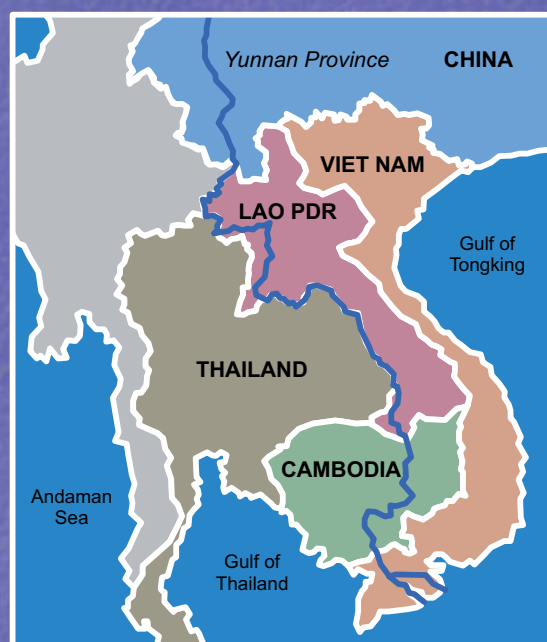 Yunnan Province
CHINA
VIET NAM
LAO PDR
Gulf of
Tongking
THAILAND
CAMBODIA
Andaman
Sea
Gulf of
Thailand